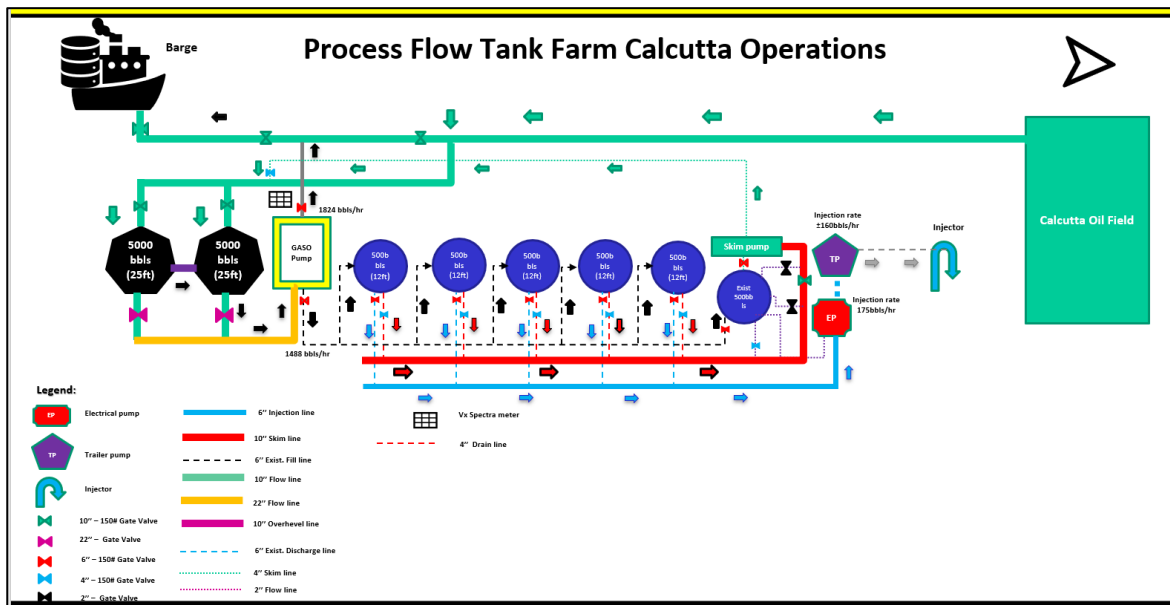 Process Flow Tank Farm Calcutta Operations
Barge
Calcutta Oil Field
5000
bbls
(25ft)
5000
bbls
(25ft)
GASO
Pump
1824 bbls/hr
1488 bbls/hr
500b
bls
(12ft)
500b
bls
(12ft)
500b
bls
(12ft)
500b
bls
(12ft)
500b
bls
(12ft)
Skim pump
Exist
500bb
ls
Injection rate
±160bbls/hr
TP
Injector
EP
Injection rate
175bbls/hr
Legend:
EP
Electrical pump
TP
Trailer pump
Injector
10” – 150# Gate Valve
22” – Gate Valve
6” – 150# Gate Valve
4” – 150# Gate Valve
2” – Gate Valve
6” Injection line
10” Skim line
6” Exist. Fill line
10” Flow line
22” Flow line
10” Overhevel line
6” Exist. Discharge line
4” Skim line
2” Flow line
Vx Spectra meter
4” Drain line